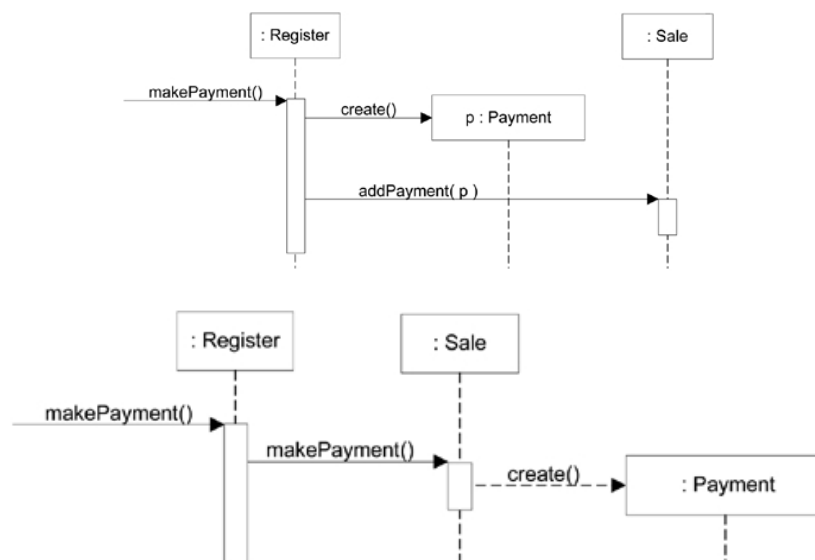 : Register
: Sale
makePayment()
create()
p : Payment
addPayment( p )
: Register
: Sale
makePayment()
makePayment()
create()
: Payment